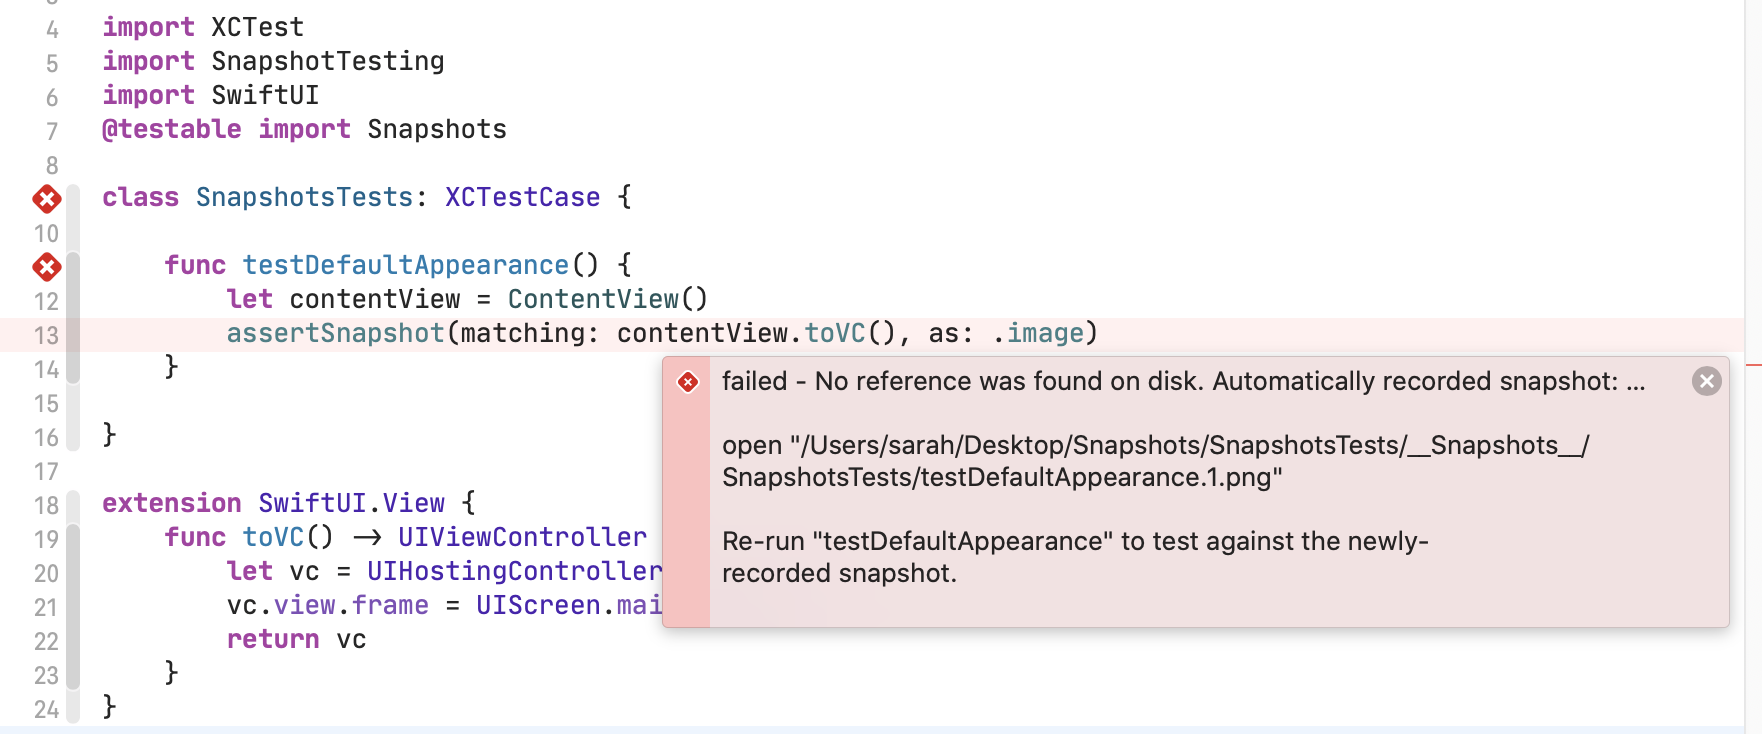 4 import XCTest
5 import SnapshotTesting
6 import SwiftUI
7 @testable import Snapshots
8
class SnapshotsTests: XCTestCase {
10
func testDefaultAppearance() {
12 let contentView = ContentView()
13 assertSnapshot(matching: contentView.toVC(), as: .image)
14 }
15
16 }
17
18 extension SwiftUI.View {
19 func toVC() → UIViewController
20 let vc = UIHostingController
21 vc.view.frame = UIScreen.mai
22 return vc
23 }
24 }
failed - No reference was found on disk. Automatically recorded snapshot: ...
open "/Users/sarah/Desktop/Snapshots/SnapshotsTests/__Snapshots__/
SnapshotsTests/testDefaultAppearance.1.png"
Re-run "testDefaultAppearance" to test against the newly-
recorded snapshot.